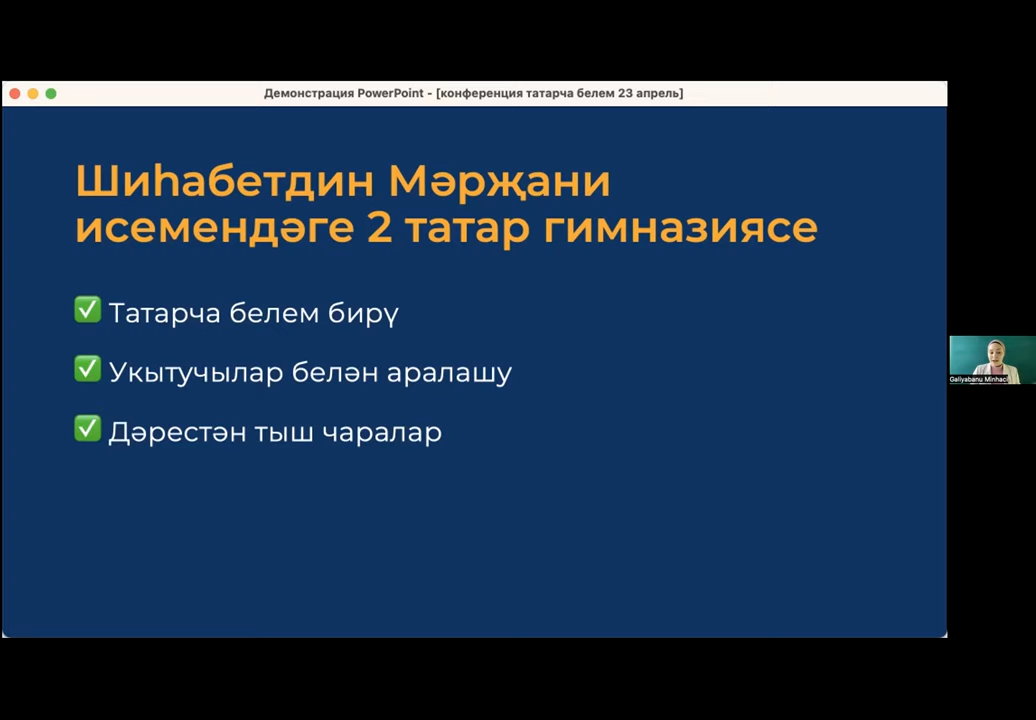 Демонстрация PowerPoint - [конференция татарча белем 23 апрель]
Шиһабетдин Мәрҗани
исемендәге 2 татар гимназиясе
✅ Татарча белем бирү
✅ Укытучылар белән аралашу
✅ Дәрестән тыш чаралар
Galiyabanu Minhaci